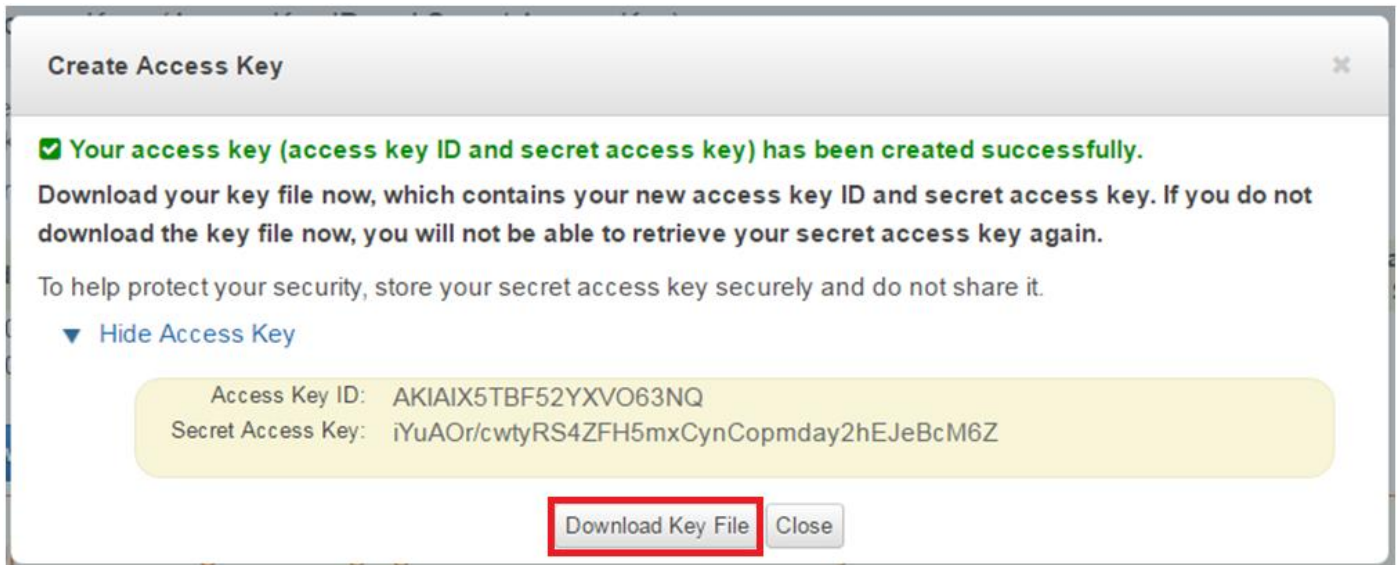 Create Access Key
Your access key (access key ID and secret access key) has been created successfully.
Download your key file now, which contains your new access key ID and secret access key. If you do not
download the key file now, you will not be able to retrieve your secret access key again.
To help protect your security, store your secret access key securely and do not share it.
Hide Access Key
Access Key ID: AKIAIX5TBF52YXVO63NQ
Secret Access Key: iYuAOr/cwtyRS4ZFH5mxCynCopmday2hEJeBcM6Z
Download Key File Close